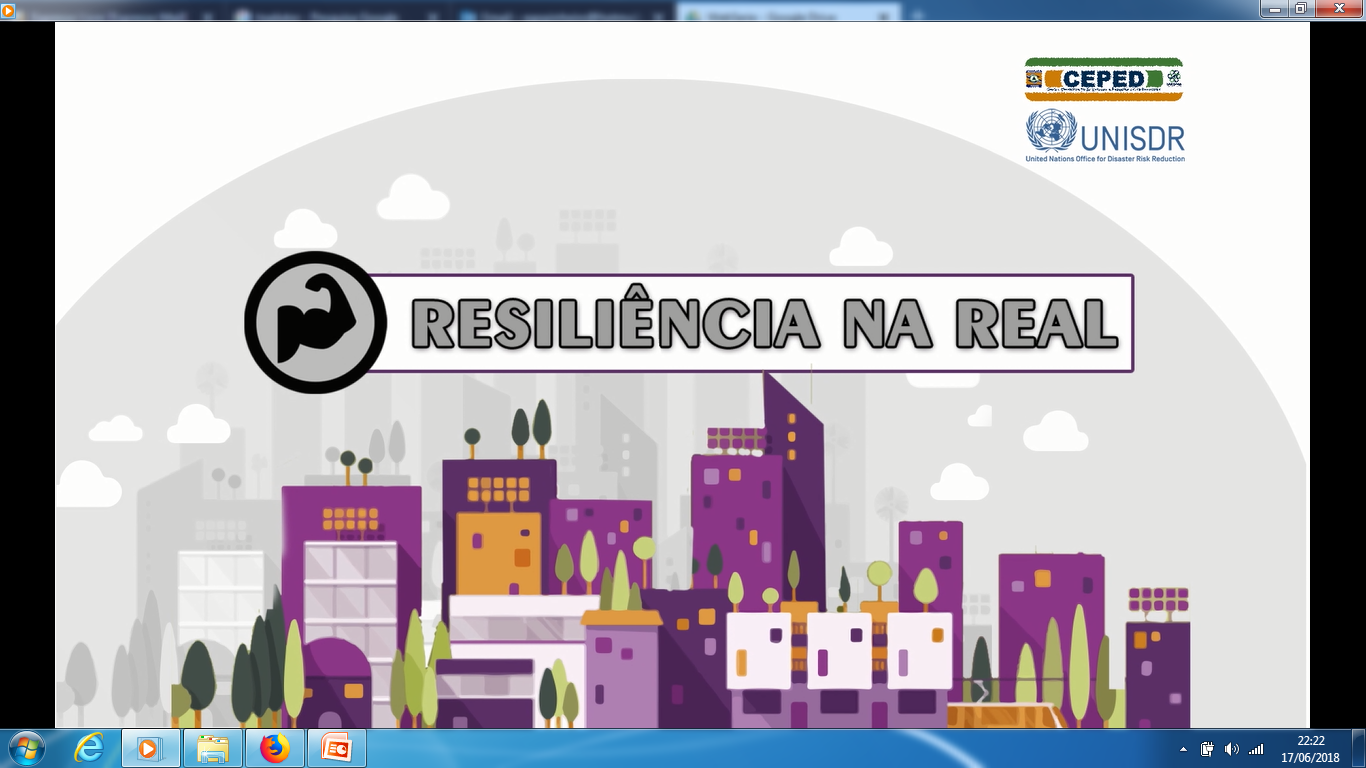 CEPED
UNISDR
United Nations Office for Disaster Risk Reduction
RESILIÊNCIA NA REAL
22:22
17/06/2018